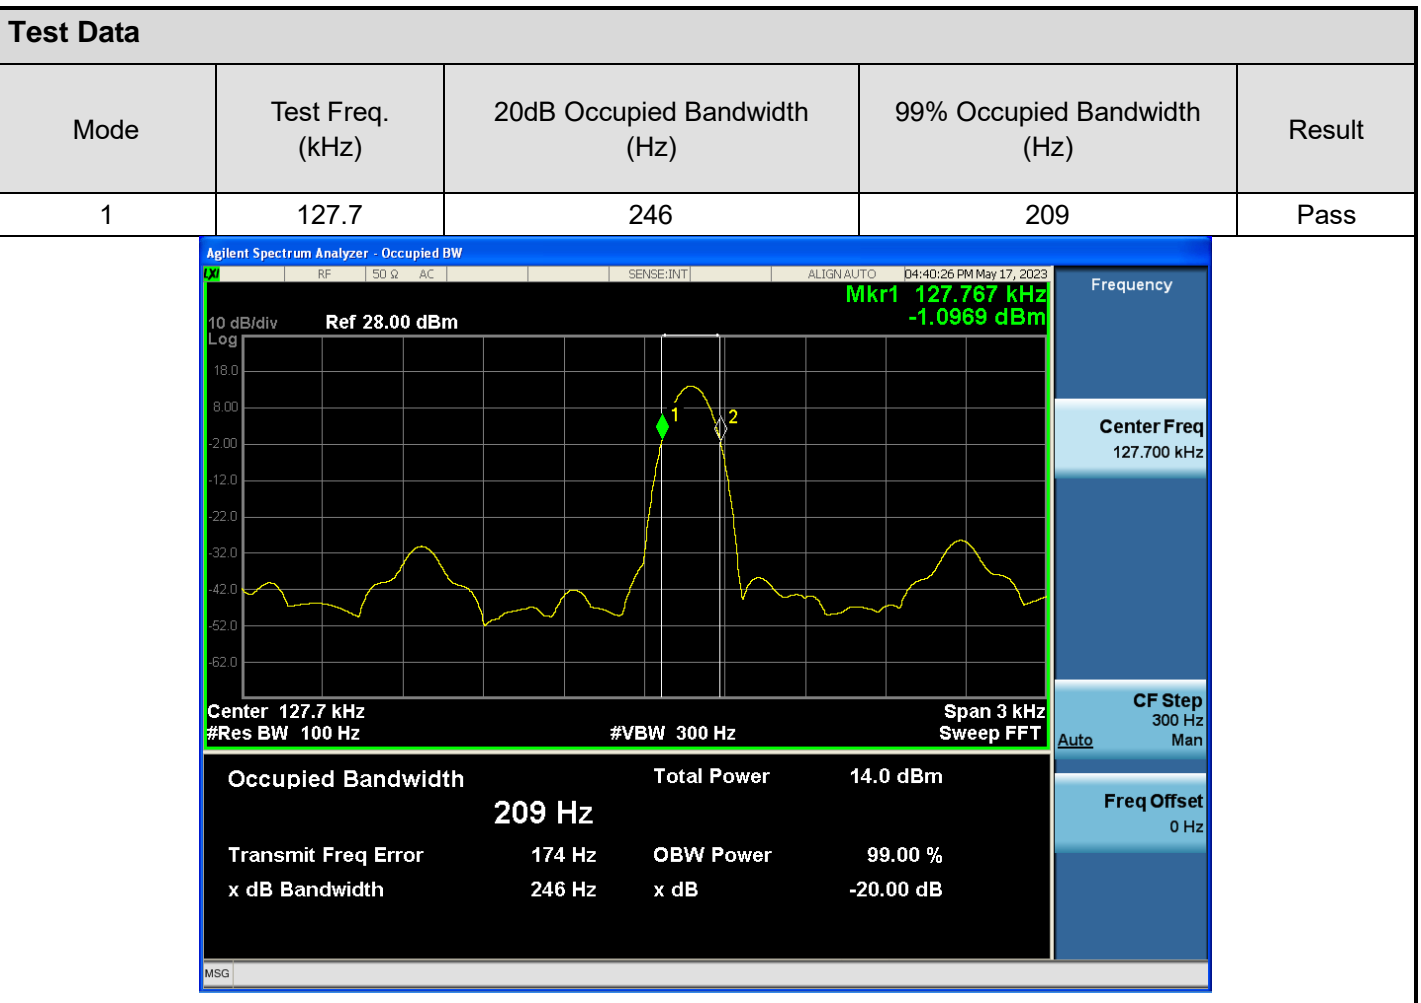 Test Data
Mode
Test Freq.
(kHz)
20dB Occupied Bandwidth
(Hz)
99% Occupied Bandwidth
(Hz)
Result
1 127.7 246 209 Pass
Agilent Spectrum Analyzer - Occupied BW
LXI RF 50 Ω AC SENSE:INT ALIGN AUTO 04:40:26 PM May 17, 2023
Mkr1 127.767 kHz
-1.0969 dBm
10 dB/div Ref 28.00 dBm
Log
18.0
8.00
-2.00
-12.0
-22.0
-32.0
-42.0
-52.0
-62.0
1
2
Center 127.7 kHz Span 3 kHz
#Res BW 100 Hz #VBW 300 Hz Sweep FFT
Occupied Bandwidth Total Power 14.0 dBm
209 Hz
Transmit Freq Error 174 Hz OBW Power 99.00 %
x dB Bandwidth 246 Hz x dB -20.00 dB
Frequency
Center Freq
127.700 kHz
CF Step
300 Hz
Auto Man
Freq Offset
0 Hz
MSG